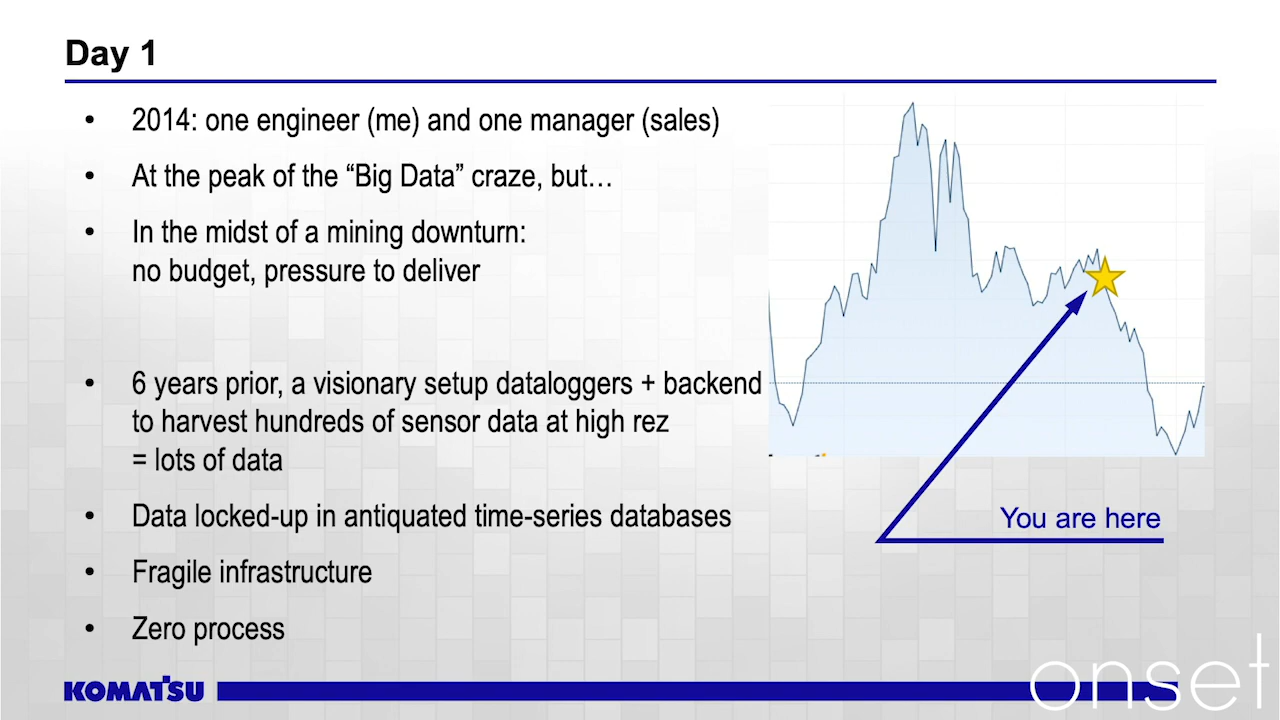 Day 1
• 2014: one engineer (me) and one manager (sales)
• At the peak of the “Big Data” craze, but…
• In the midst of a mining downturn:
no budget, pressure to deliver
• 6 years prior, a visionary setup dataloggers + backend
to harvest hundreds of sensor data at high rez
= lots of data
• Data locked-up in antiquated time-series databases
• Fragile infrastructure
• Zero process
You are here
KOMATSU
onset